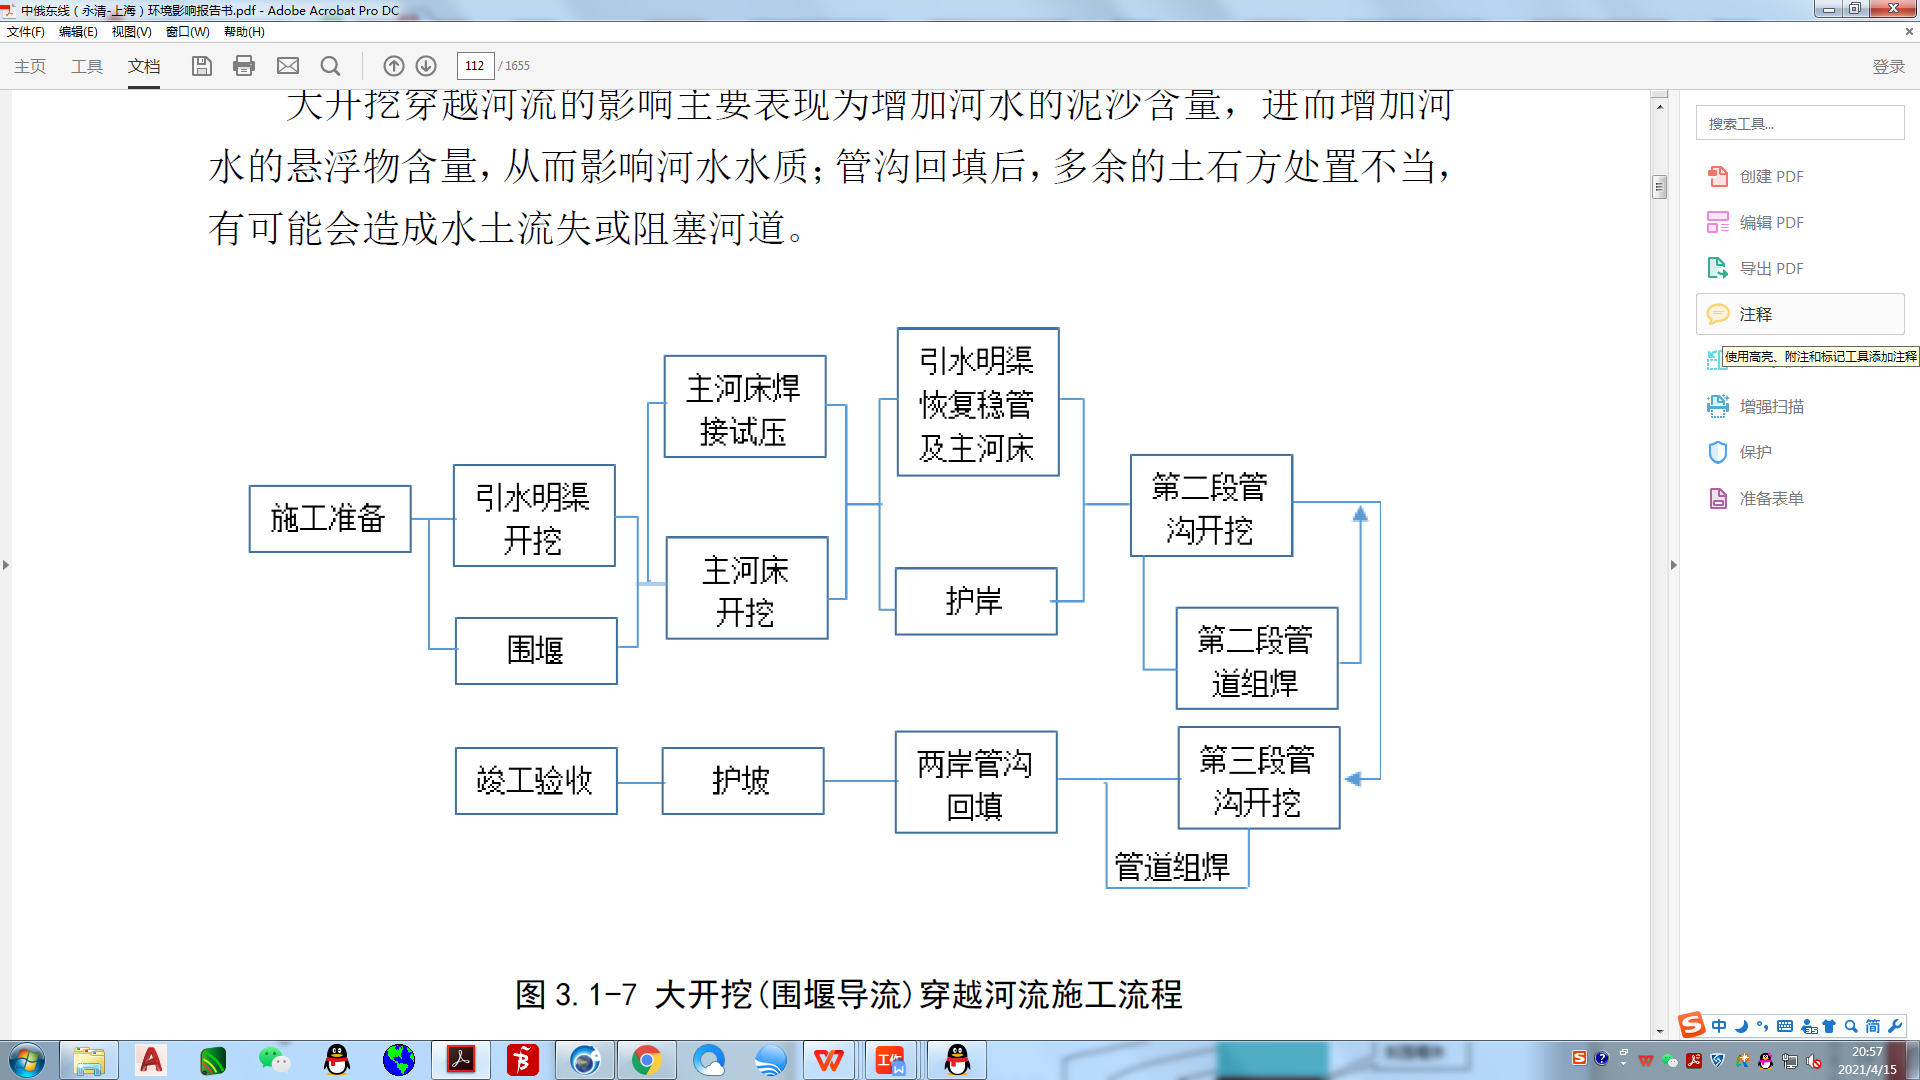 中俄东线（永清-上海）环境影响报告书.pdf - Adobe Acrobat Pro DC
文件(F) 编辑(E) 视图(V) 窗口(W) 帮助(H)
主页 工具 文档 112 / 1655 登录
大开挖穿越河流的影响主要表现为增加河水的泥沙含量，进而增加河
水的悬浮物含量，从而影响河水水质；管沟回填后，多余的土石方处置不当，
有可能会造成水土流失或阻塞河道。
施工准备
引水明渠
开挖
围堰
主河床焊
接试压
主河床
开挖
引水明渠
恢复稳管
及主河床
护岸
第二段管
沟开挖
第二段管
道组焊
第三段管
沟开挖
管道组焊
两岸管沟
回填
护坡
竣工验收
图 3.1-7 大开挖(围堰导流)穿越河流施工流程
搜索工具...
创建 PDF
编辑 PDF
导出 PDF
注释
使用高亮、附注和标记工具添加注释
增强扫描
保护
准备表单
中
简
工作
20:57
2021/4/15